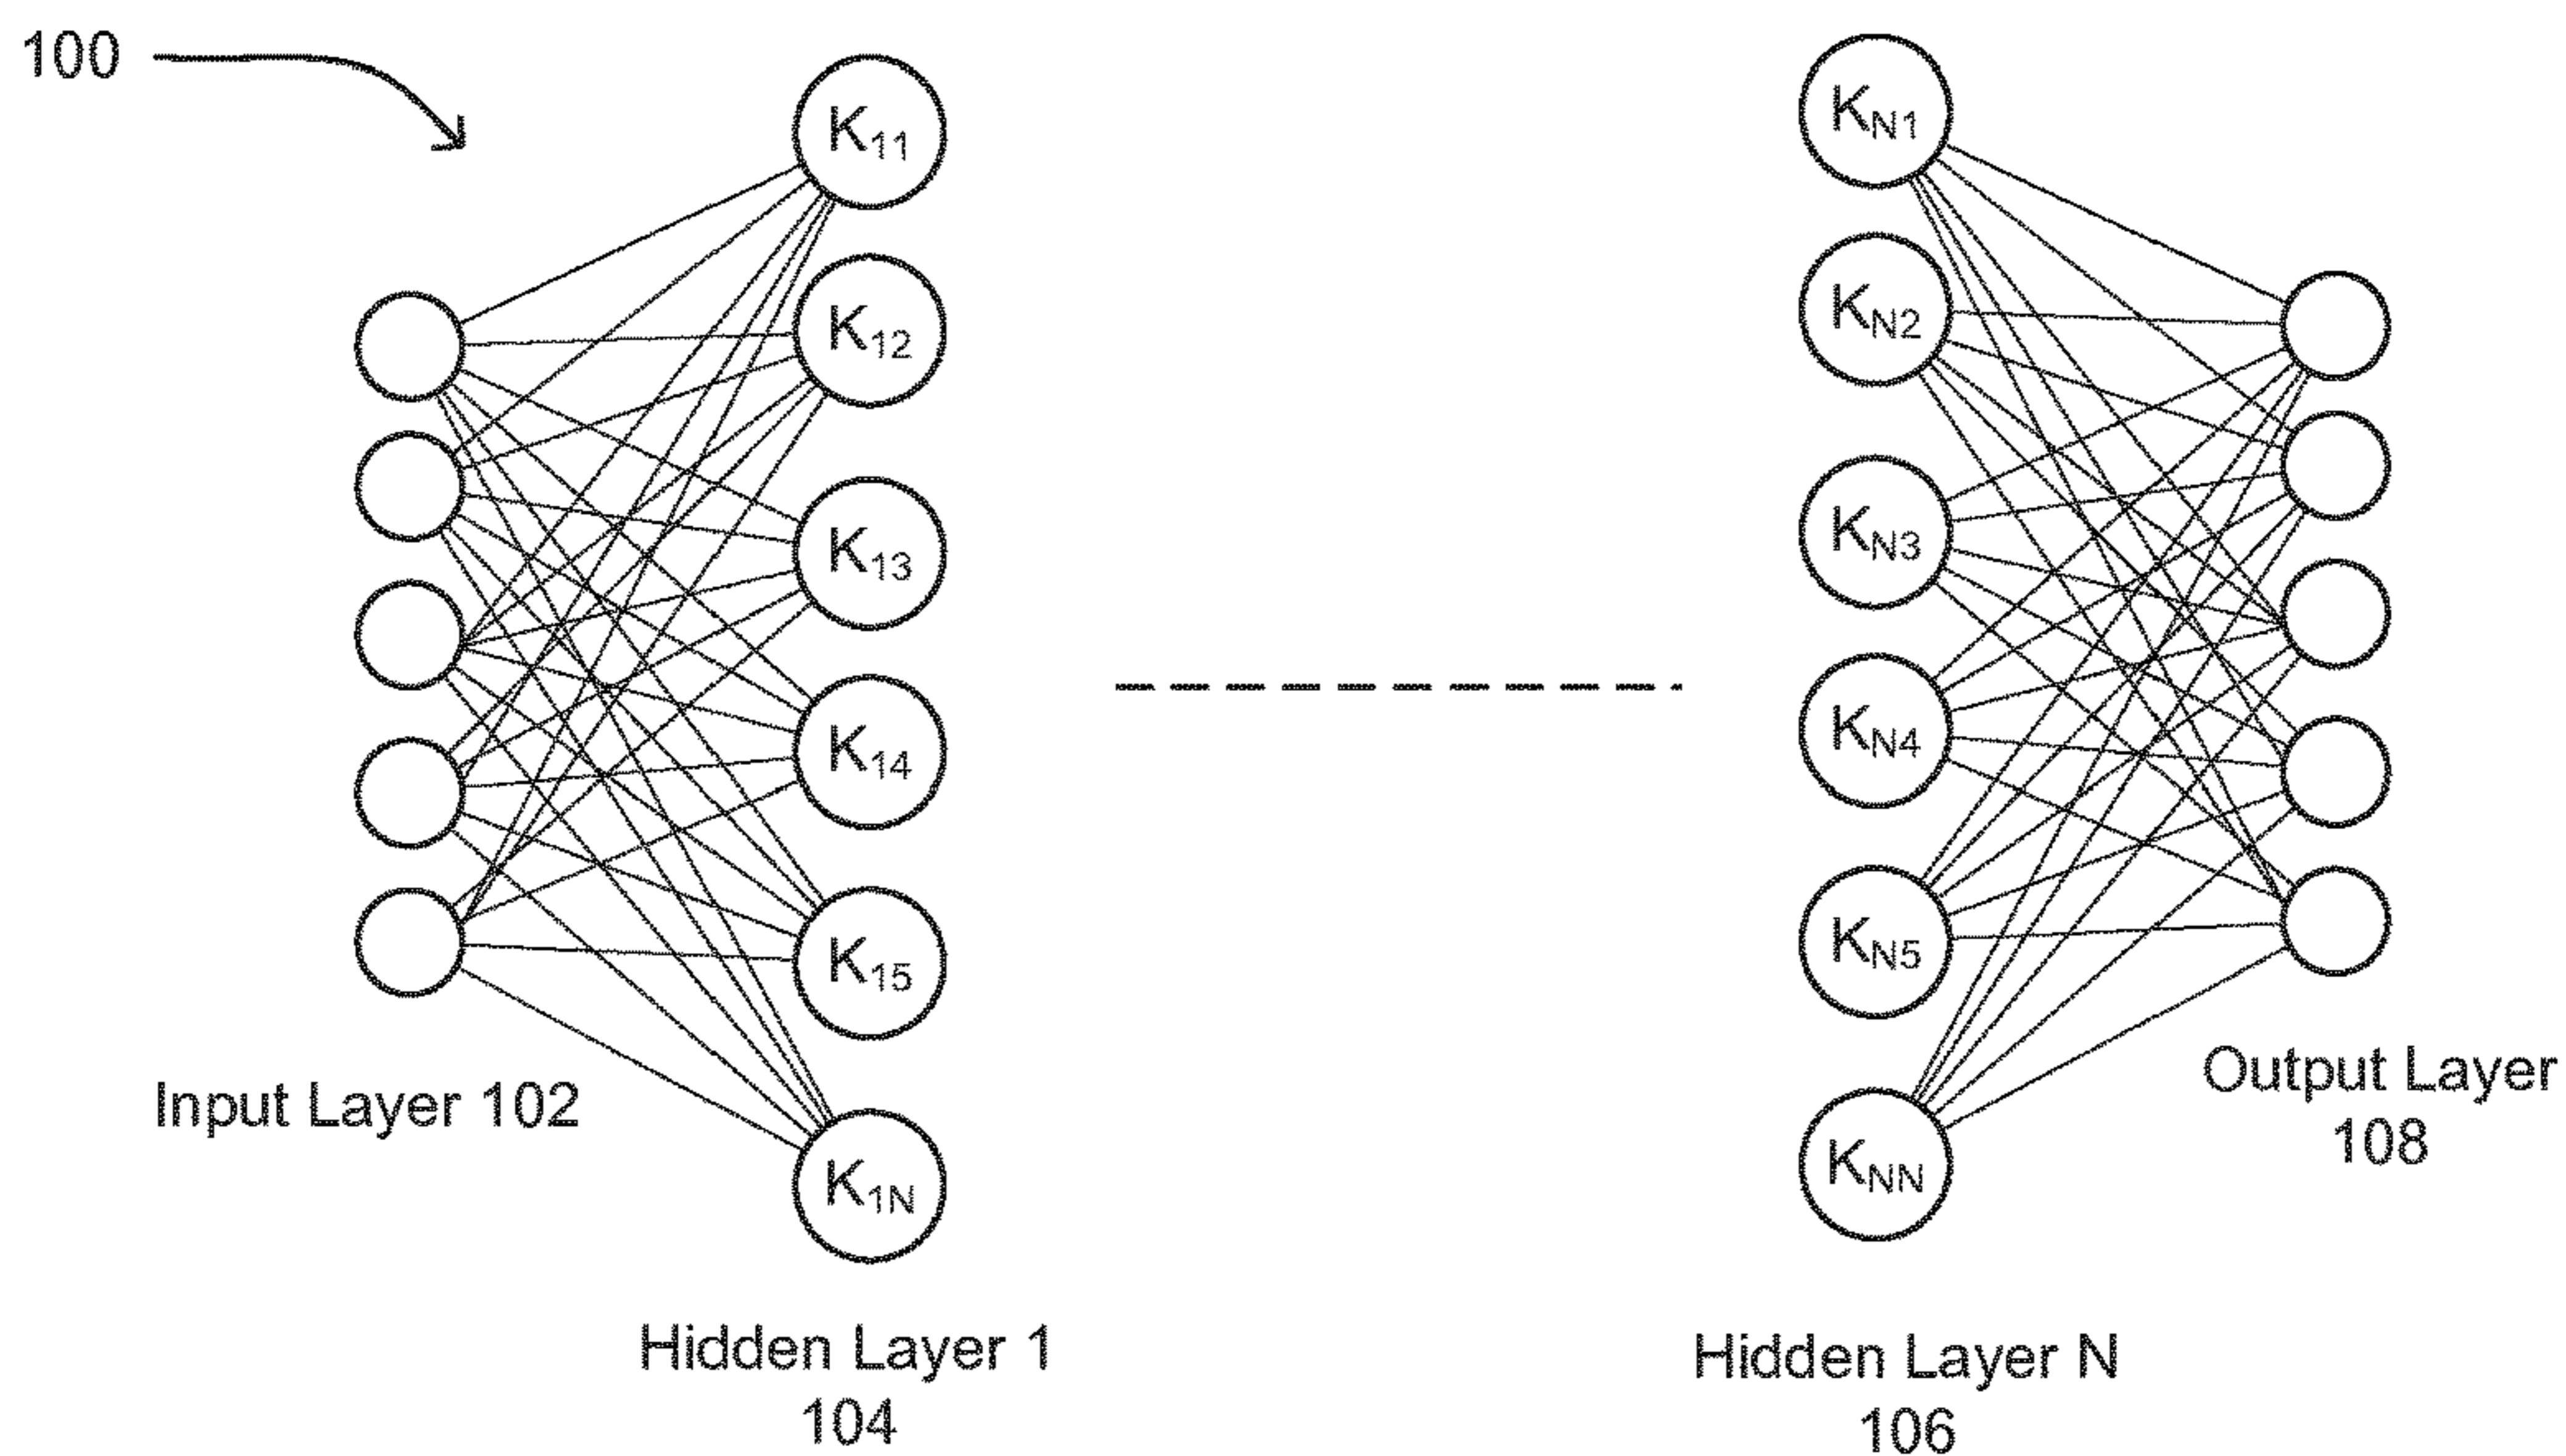 100
K11
K12
K13
K14
K15
K1N
KN1
KN2
KN3
KN4
KN5
KNN
Input Layer 102
Output Layer
108
Hidden Layer 1
104
Hidden Layer N
106